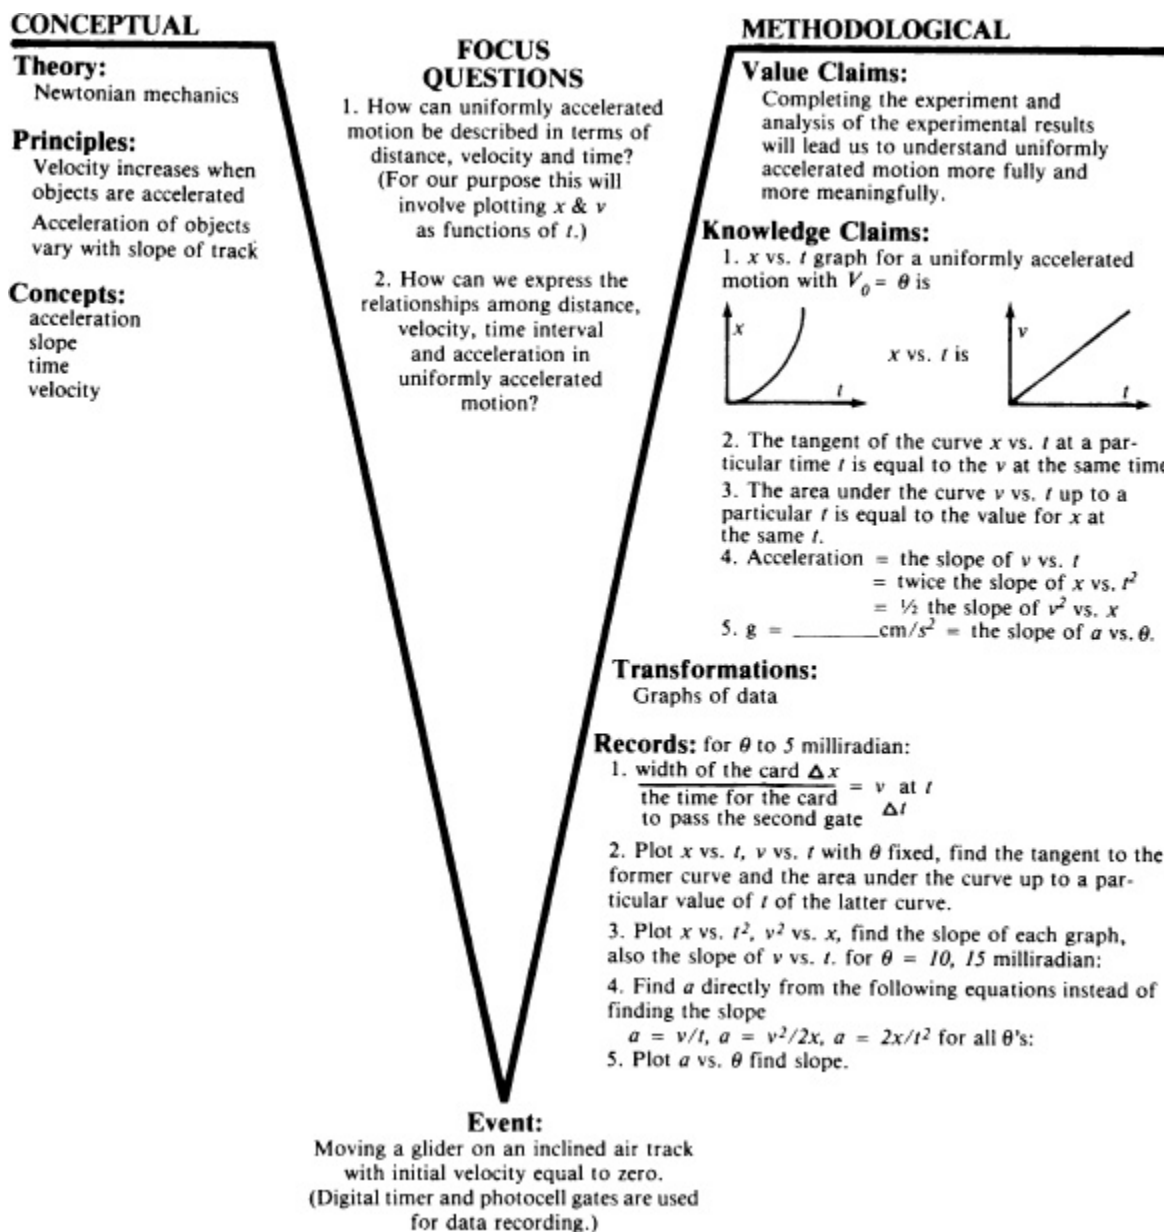 CONCEPTUAL
Theory:
Newtonian mechanics
Principles:
Velocity increases when
objects are accelerated
Acceleration of objects
vary with slope of track
Concepts:
acceleration
slope
time
velocity
FOCUS
QUESTIONS
1. How can uniformly accelerated
motion be described in terms of
distance, velocity and time?
(For our purpose this will
involve plotting x & v
as functions of t.)
2. How can we express the
relationships among distance,
velocity, time interval
and acceleration in
uniformly accelerated
motion?
METHODOLOGICAL
Value Claims:
Completing the experiment and
analysis of the experimental results
will lead us to understand uniformly
accelerated motion more fully and
more meaningfully.
Knowledge Claims:
1. x vs. t graph for a uniformly accelerated
motion with V₀ = θ is
x
t
x vs. t is
v
t
2. The tangent of the curve x vs. t at a par-
ticular time t is equal to the v at the same time
3. The area under the curve v vs. t up to a
particular t is equal to the value for x at
the same t.
4. Acceleration = the slope of v vs. t
= twice the slope of x vs. t²
= ½ the slope of v² vs. x
5. g = ______cm/s² = the slope of a vs. θ.
Transformations:
Graphs of data
Records: for θ to 5 milliradian:
1. width of the card Δx
the time for the card = v at t
to pass the second gate Δt
2. Plot x vs. t, v vs. t with θ fixed, find the tangent to the
former curve and the area under the curve up to a par-
ticular value of t of the latter curve.
3. Plot x vs. t², v² vs. x, find the slope of each graph,
also the slope of v vs. t. for θ = 10, 15 milliradian:
4. Find a directly from the following equations instead of
finding the slope
a = v/t, a = v²/2x, a = 2x/t² for all θ's:
5. Plot a vs. θ find slope.
Event:
Moving a glider on an inclined air track
with initial velocity equal to zero.
(Digital timer and photocell gates are used
for data recording.)